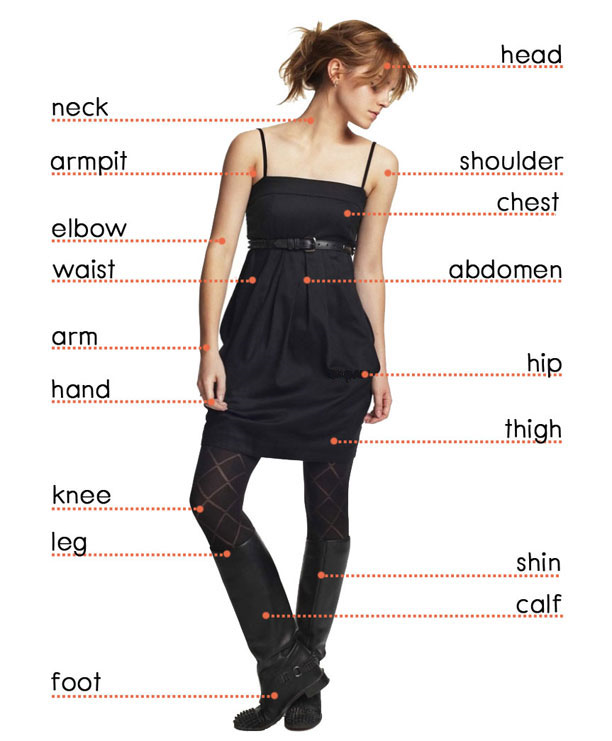 head
neck
armpit
shoulder
chest
elbow
waist
abdomen
arm
hip
hand
thigh
knee
leg
shin
calf
foot